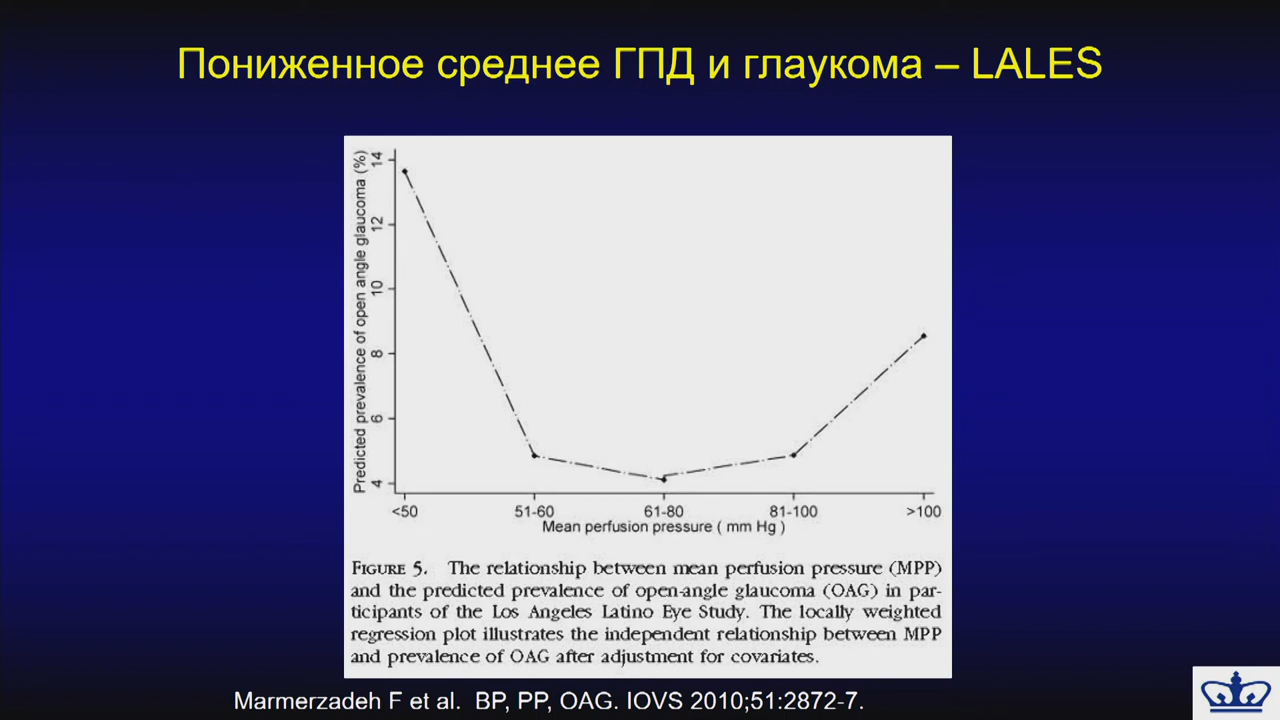 Пониженное среднее ГПД и глаукома – LALES
Predicted prevalence of open angle glaucoma (%)
14
12
10
8
6
4
<50 51-60 61-80 81-100 >100
Mean perfusion pressure ( mm Hg )
FIGURE 5. The relationship between mean perfusion pressure (MPP)
and the predicted prevalence of open-angle glaucoma (OAG) in par-
ticipants of the Los Angeles Latino Eye Study. The locally weighted
regression plot illustrates the independent relationship between MPP
and prevalence of OAG after adjustment for covariates.
Marmerzadeh F et al. BP, PP, OAG. IOVS 2010;51:2872-7.